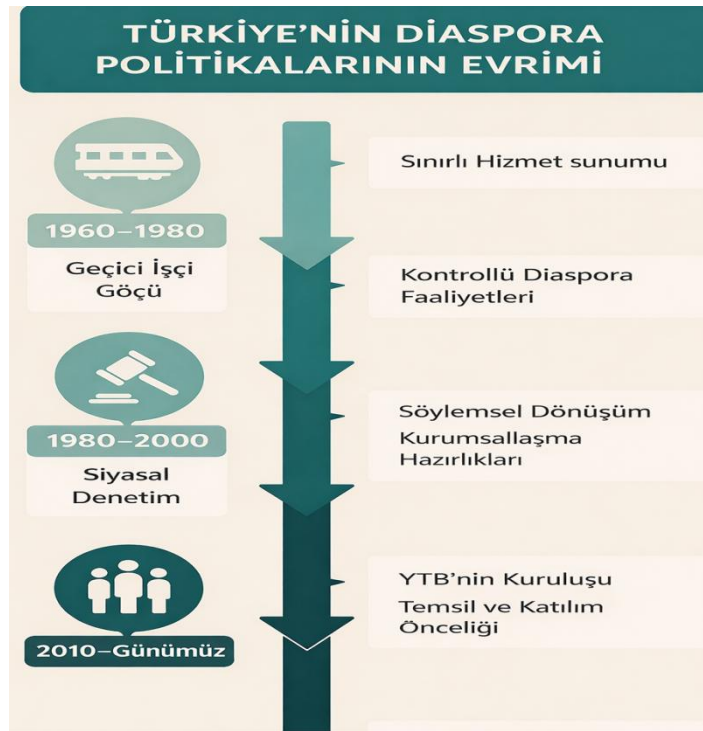 TÜRKİYE'NİN DİASPORA
POLİTİKALARININ EVRİMİ
1960–1980
Geçici İşçi
Göçü
Sınırlı Hizmet sunumu
Kontrollü Diaspora
Faaliyetleri
1980–2000
Siyasal
Denetim
Söylemsel Dönüşüm
Kurumsallaşma
Hazırlıkları
2010–Günümüz
YTB'nin Kuruluşu
Temsil ve Katılım
Önceliği